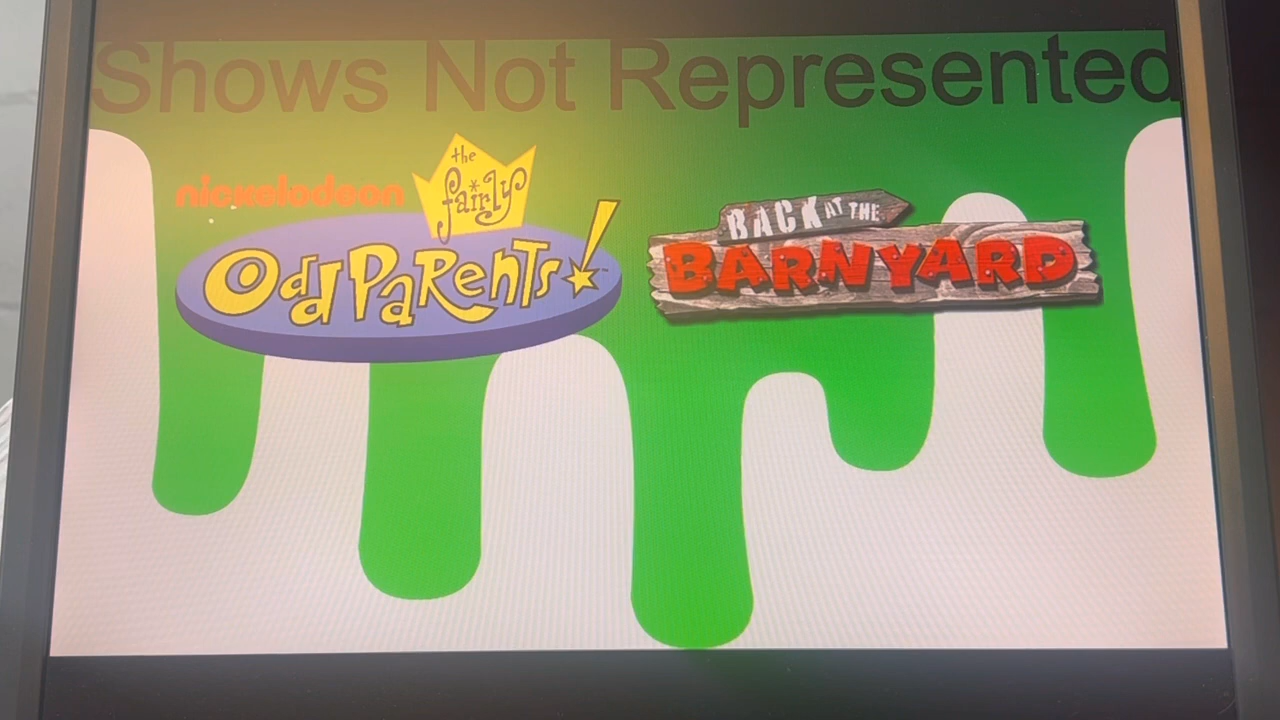 Shows Not Represented
nickelodeon
the
fairly
OddParents!
BACK AT THE
BARNYARD